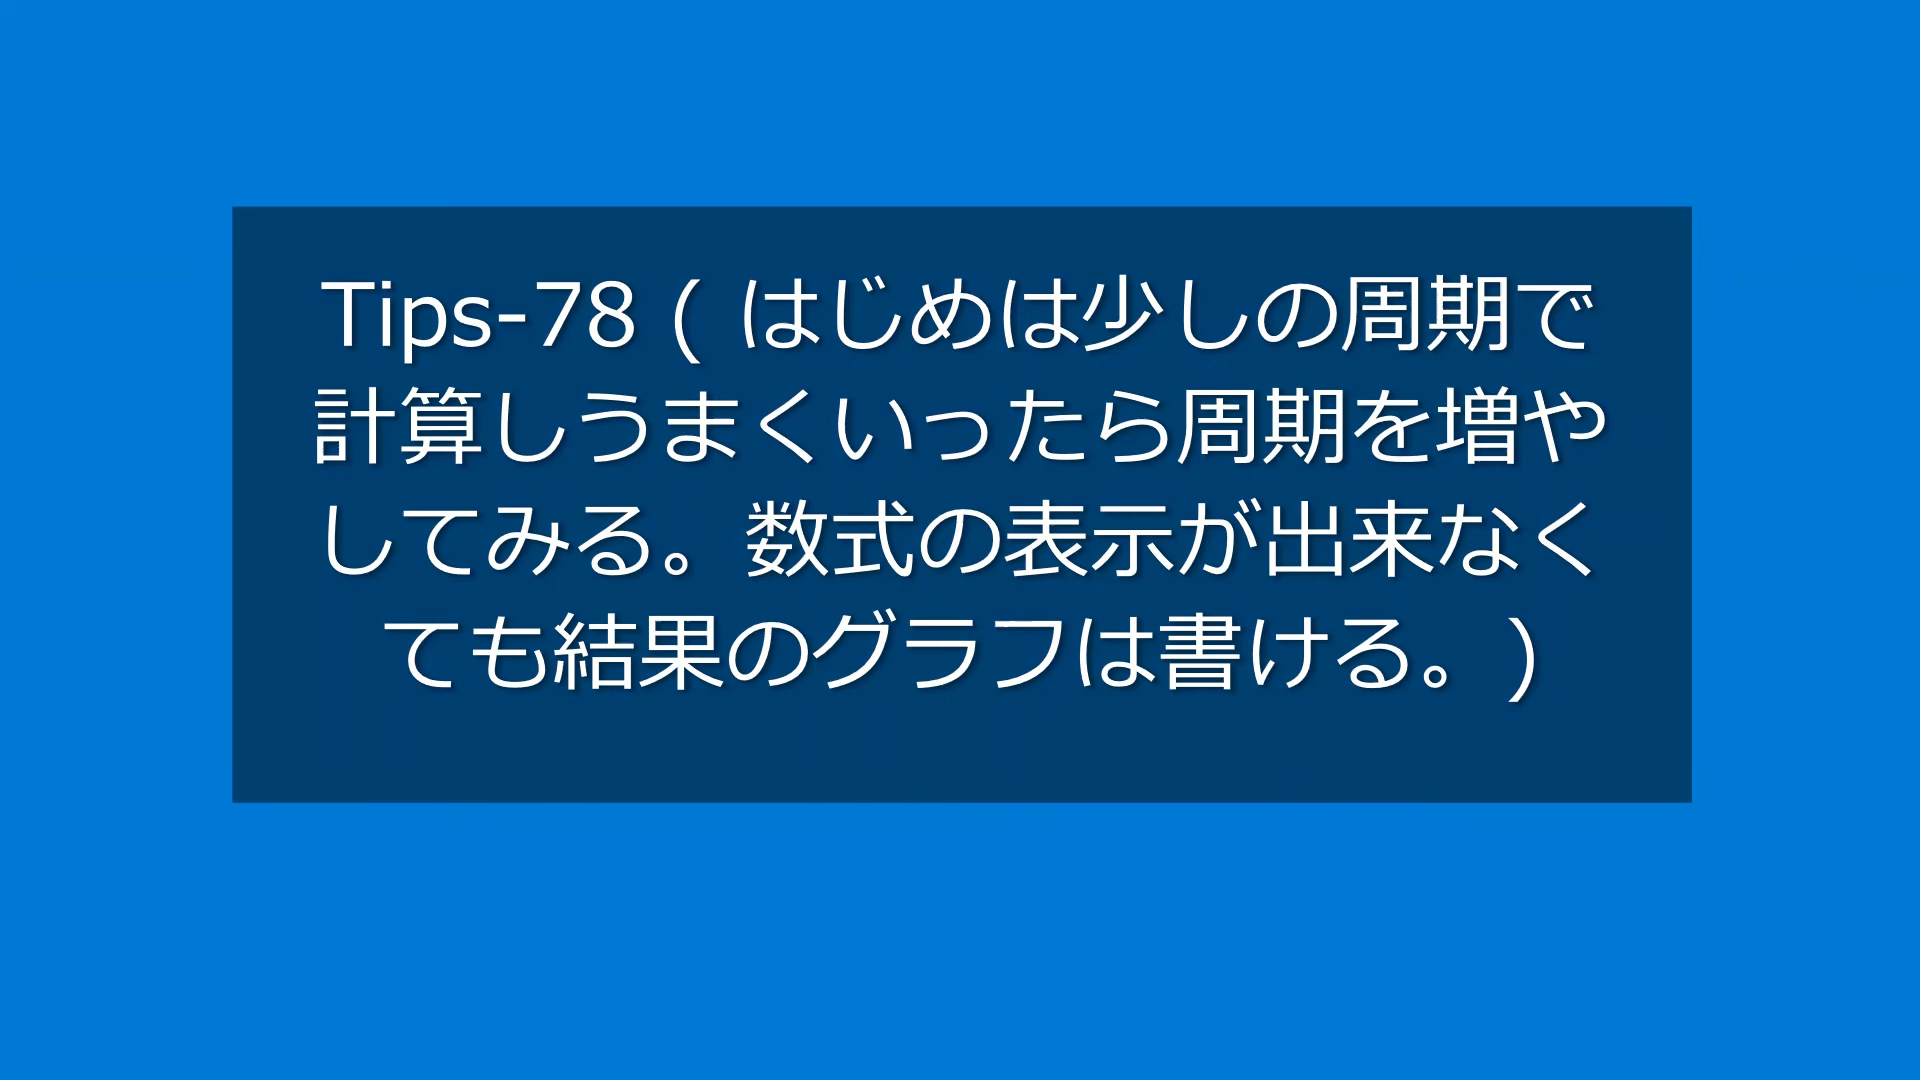 Tips-78 ( はじめは少しの周期で
計算しうまくいったら周期を増や
してみる。数式の表示が出来なく
ても結果のグラフは書ける。)